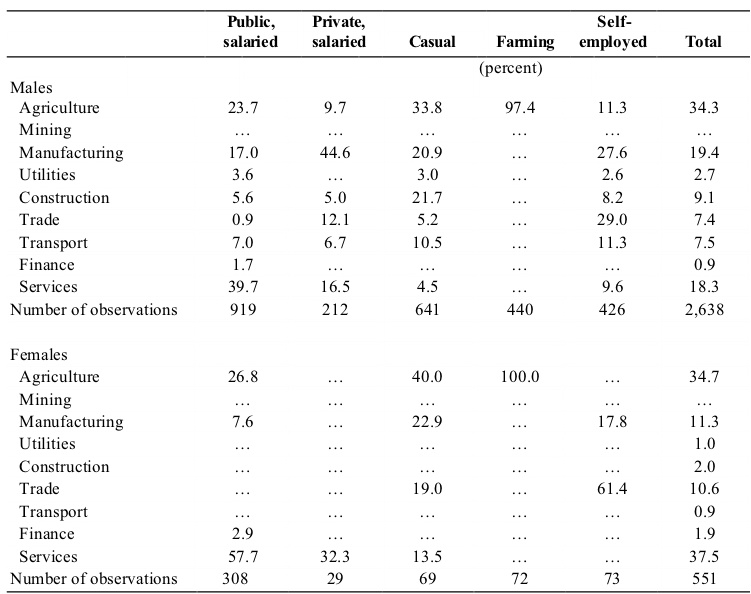 Public, salaried Private, salaried Casual Farming Self-employed Total
(percent)
Males
Agriculture 23.7 9.7 33.8 97.4 11.3 34.3
Mining … … … … … …
Manufacturing 17.0 44.6 20.9 … 27.6 19.4
Utilities 3.6 … 3.0 … 2.6 2.7
Construction 5.6 5.0 21.7 … 8.2 9.1
Trade 0.9 12.1 5.2 … 29.0 7.4
Transport 7.0 6.7 10.5 … 11.3 7.5
Finance 1.7 … … … … 0.9
Services 39.7 16.5 4.5 … 9.6 18.3
Number of observations 919 212 641 440 426 2,638
Females
Agriculture 26.8 … 40.0 100.0 … 34.7
Mining … … … … … …
Manufacturing 7.6 … 22.9 … 17.8 11.3
Utilities … … … … … 1.0
Construction … … … … … 2.0
Trade … … 19.0 … 61.4 10.6
Transport … … … … … 0.9
Finance 2.9 … … … … 1.9
Services 57.7 32.3 13.5 … … 37.5
Number of observations 308 29 69 72 73 551